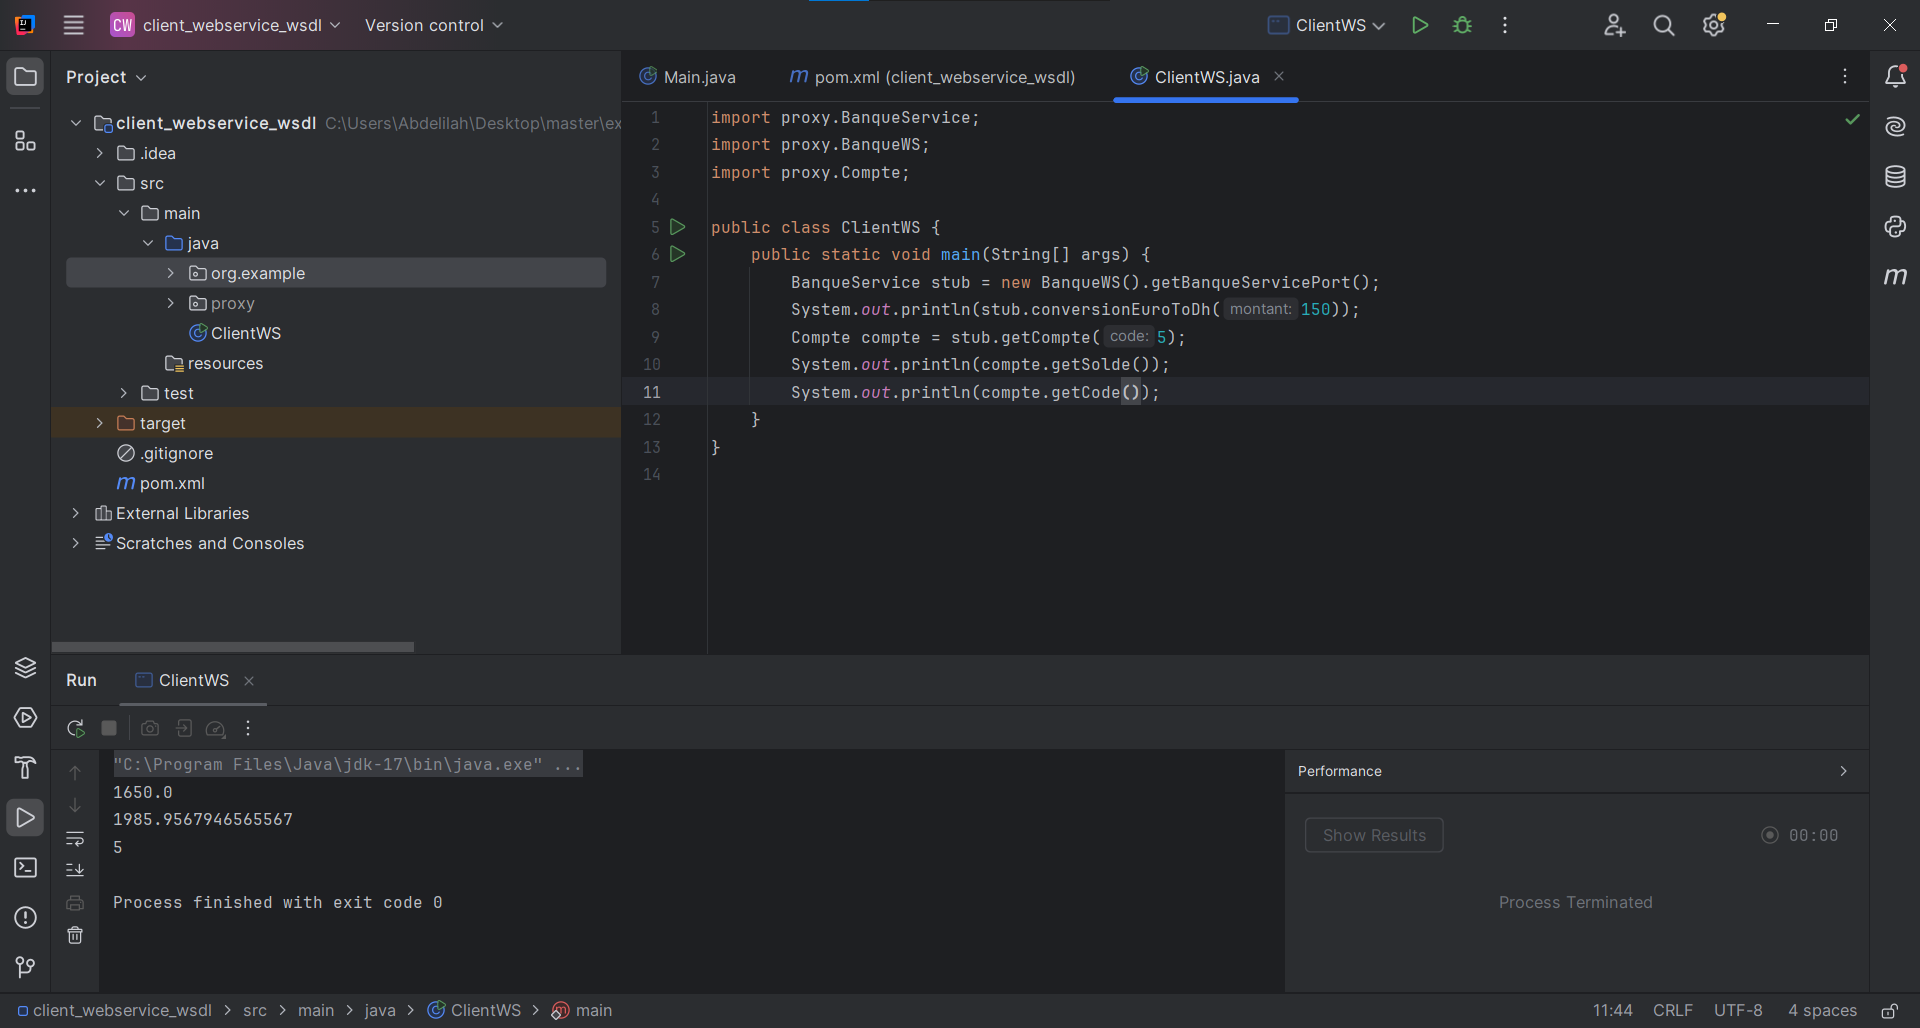 CW client_webservice_wsdl Version control ClientWS
Project
client_webservice_wsdl C:\Users\Abdelilah\Desktop\master\ex
.idea
src
main
java
org.example
proxy
ClientWS
resources
test
target
.gitignore
m pom.xml
External Libraries
Scratches and Consoles
Main.java m pom.xml (client_webservice_wsdl) ClientWS.java
1 import proxy.BanqueService;
2 import proxy.BanqueWS;
3 import proxy.Compte;
4
5 public class ClientWS {
6 public static void main(String[] args) {
7 BanqueService stub = new BanqueWS().getBanqueServicePort();
8 System.out.println(stub.conversionEuroToDh( montant: 150));
9 Compte compte = stub.getCompte( code: 5);
10 System.out.println(compte.getSolde());
11 System.out.println(compte.getCode());
12 }
13 }
14
m
Run ClientWS
"C:\Program Files\Java\jdk-17\bin\java.exe" ...
1650.0
1985.9567946565567
5
Process finished with exit code 0
Performance
Show Results 00:00
Process Terminated
client_webservice_wsdl > src > main > java > ClientWS > m main 11:44 CRLF UTF-8 4 spaces